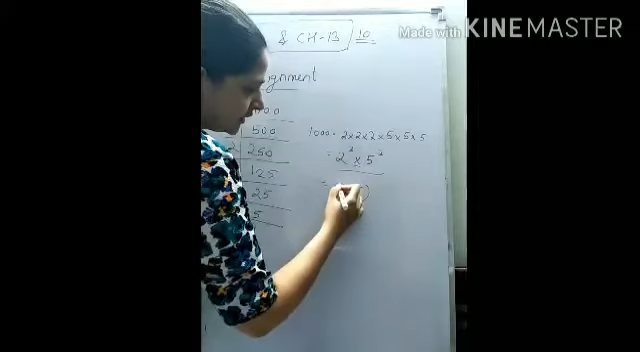 Made with KINEMASTER
& CH-13 10
1000
500
2 250
125
25
5
1000 = 2×2×2×5×5×5
= 2³ × 5³
=